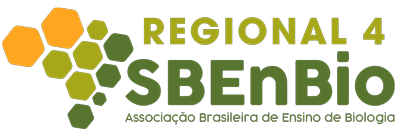 REGIONAL 4
SBEnBio
Associação Brasileira de Ensino de Biologia